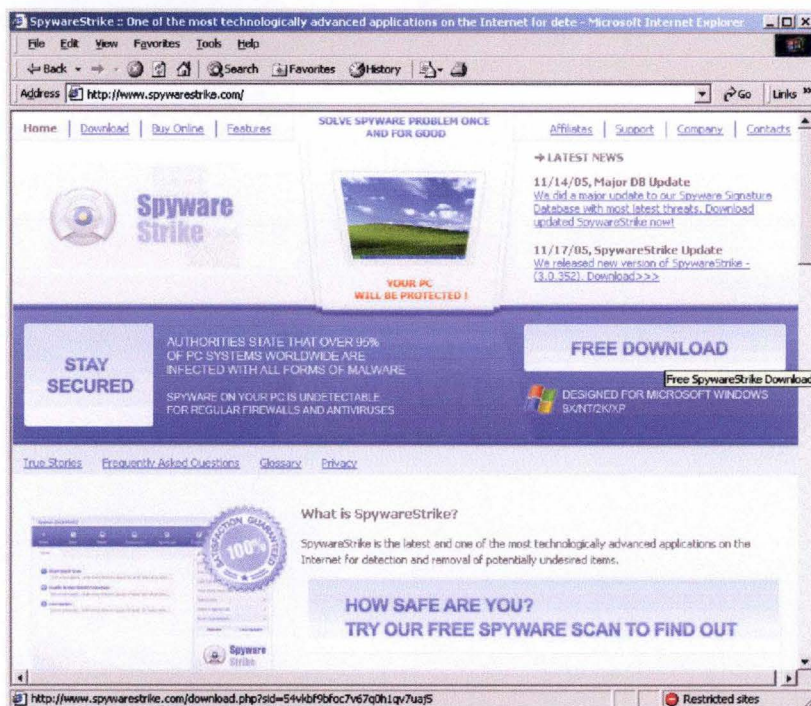 SpywareStrike :: One of the most technologically advanced applications on the Internet for dete - Microsoft Internet Explorer
File Edit View Favorites Tools Help
Back Search Favorites History
Address http://www.spywarestrike.com/ Go Links »
Home | Download | Buy Online | Features
SOLVE SPYWARE PROBLEM ONCE
AND FOR GOOD
Affiliates | Support | Company | Contacts
Spyware
Strike
YOUR PC
WILL BE PROTECTED !
LATEST NEWS
11/14/05, Major DB Update
We did a major update to our Spyware Signature
Database with most latest threats. Download
updated SpywareStrike now!
11/17/05, SpywareStrike Update
We released new version of SpywareStrike -
(3.0.352). Download>>>
STAY
SECURED
AUTHORITIES STATE THAT OVER 95%
OF PC SYSTEMS WORLDWIDE ARE
INFECTED WITH ALL FORMS OF MALWARE
SPYWARE ON YOUR PC IS UNDETECTABLE
FOR REGULAR FIREWALLS AND ANTIVIRUSES
FREE DOWNLOAD
Free SpywareStrike Download
DESIGNED FOR MICROSOFT WINDOWS
9X/NT/2K/XP
True Stories Frequently Asked Questions Glossary Privacy
SATISFACTION GUARANTEED
100%
Spyware
Strike
What is SpywareStrike?
SpywareStrike is the latest and one of the most technologically advanced applications on the
Internet for detection and removal of potentially undesired items.
HOW SAFE ARE YOU?
TRY OUR FREE SPYWARE SCAN TO FIND OUT
http://www.spywarestrike.com/download.php?sid=54vkbf9bfoc7v67q0h1qv7uaj5
Restricted sites